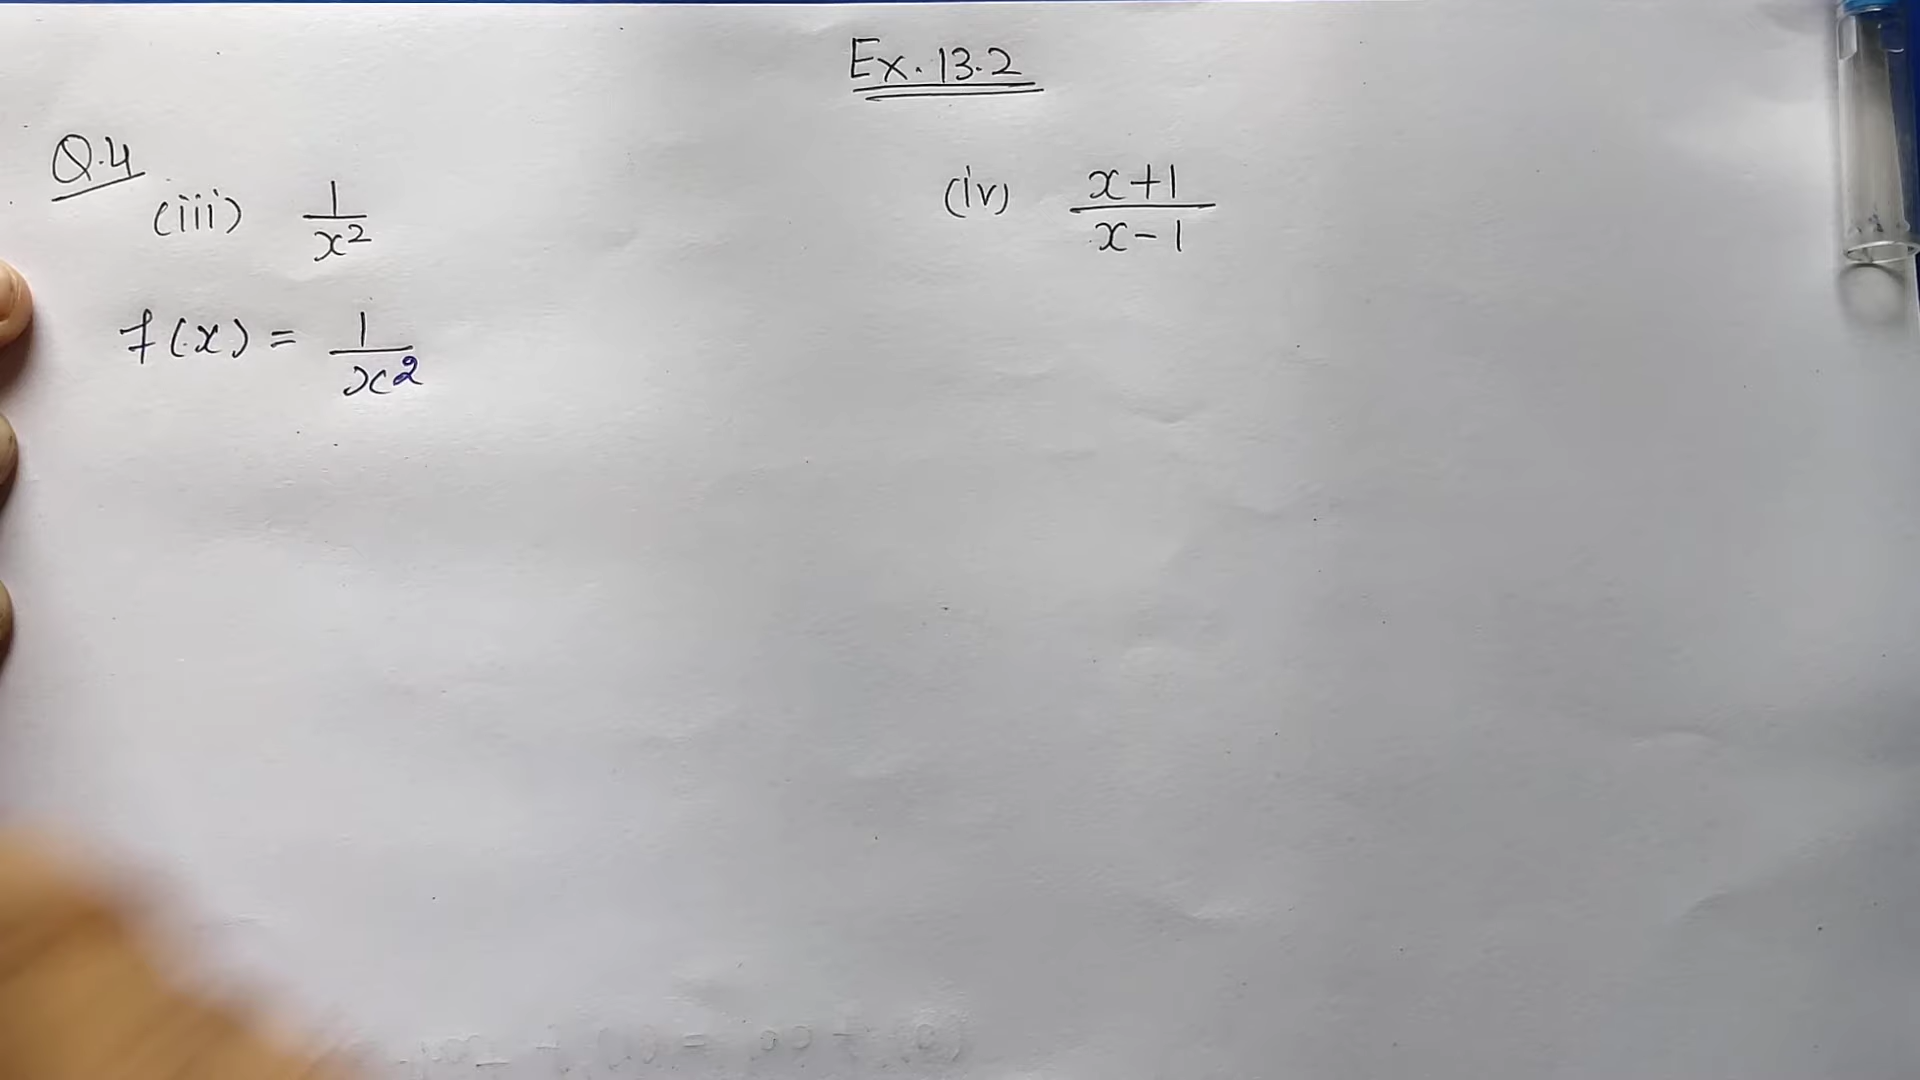 Ex. 13.2
Q.4
(iii) 1/x²
f(x) = 1/x²
(iv) x+1/x-1